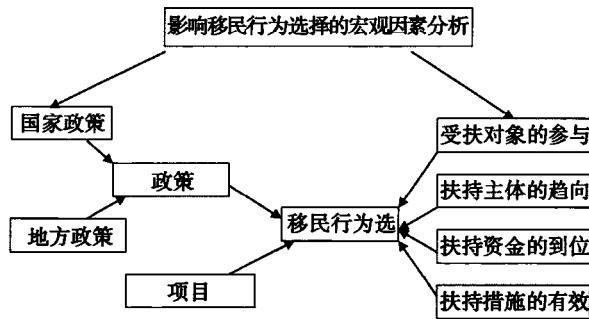 影响移民行为选择的宏观因素分析
国家政策
受扶对象的参与
政策
扶持主体的趋向
移民行为选
地方政策
扶持资金的到位
项目
扶持措施的有效